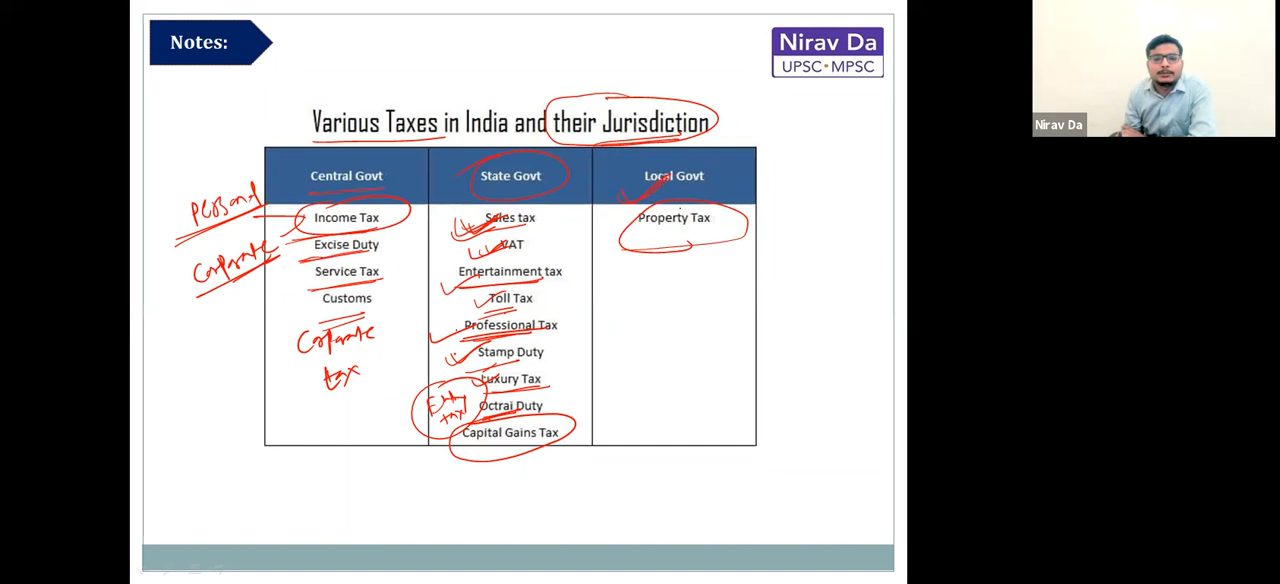 Notes:
Nirav Da
UPSC • MPSC
Nirav Da
Various Taxes in India and their Jurisdiction
Central Govt
State Govt
Local Govt
Personal
Corporate
Income Tax
Excise Duty
Service Tax
Customs
Corporate
tax
Sales tax
VAT
Entertainment tax
Toll Tax
Professional Tax
Stamp Duty
Luxury Tax
Octrai Duty
Capital Gains Tax
Entry
tax
Property Tax